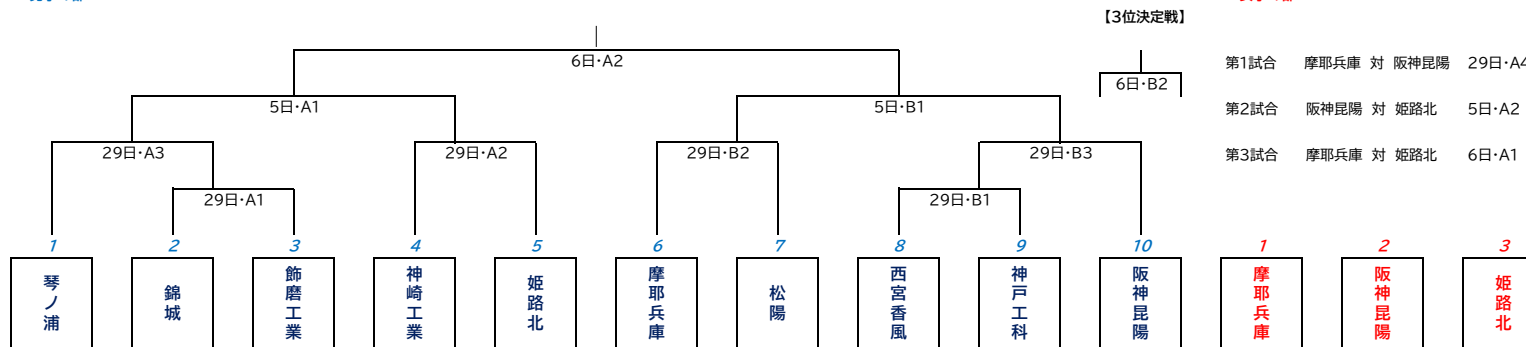 【3位決定戦】
6日・A2
第1試合 摩耶兵庫 対 阪神昆陽 29日・A4
6日・B2
5日・A1
5日・B1
第2試合 阪神昆陽 対 姫路北 5日・A2
29日・A3
29日・A2
29日・B2
29日・B3
第3試合 摩耶兵庫 対 姫路北 6日・A1
29日・A1
29日・B1
1 2 3 4 5 6 7 8 9 10 1 2 3
琴ノ浦
錦城
飾磨工業
神崎工業
姫路北
摩耶兵庫
松陽
西宮香風
神戸工科
阪神昆陽
摩耶兵庫
阪神昆陽
姫路北